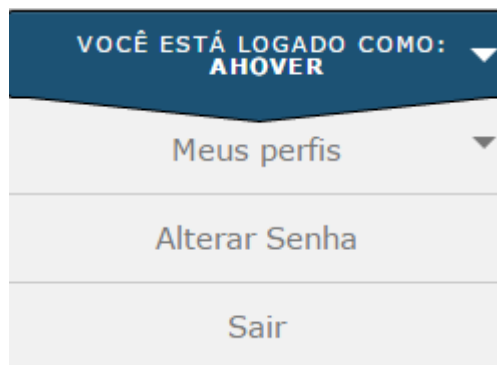 VOCÊ ESTÁ LOGADO COMO:
AHOVER
Meus perfis
Alterar Senha
Sair